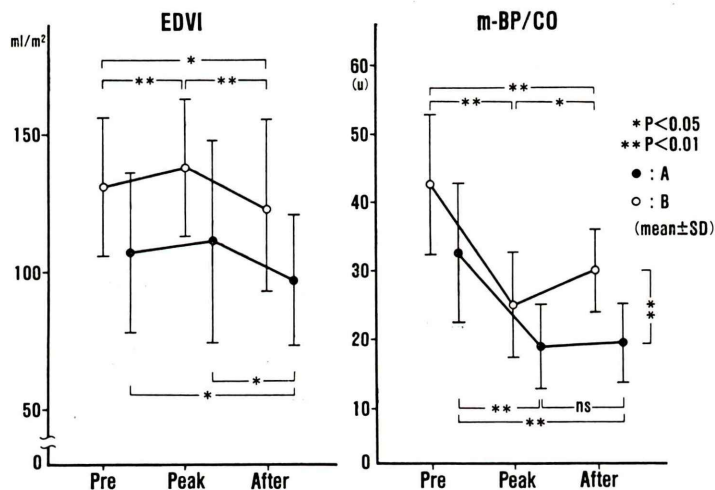 EDVI
ml/m²
*
** **
150
100
50
0
*
*
Pre Peak After
m-BP/CO
60
(u)
50
40
30
20
10
0
**
** *
**
** ns
**
Pre Peak After
* P<0.05
** P<0.01
● : A
○ : B
(mean±SD)